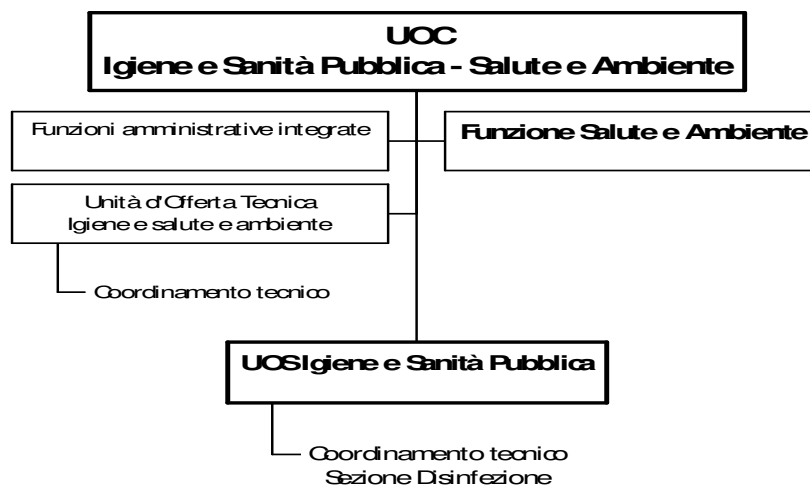 UOC
Igiene e Sanità Pubblica - Salute e Ambiente
Funzioni amministrative integrate
Funzione Salute e Ambiente
Unità d'Offerta Tecnica
Igiene e salute e ambiente
Coordinamento tecnico
UOS Igiene e Sanità Pubblica
Coordinamento tecnico
Sezione Disinfezione